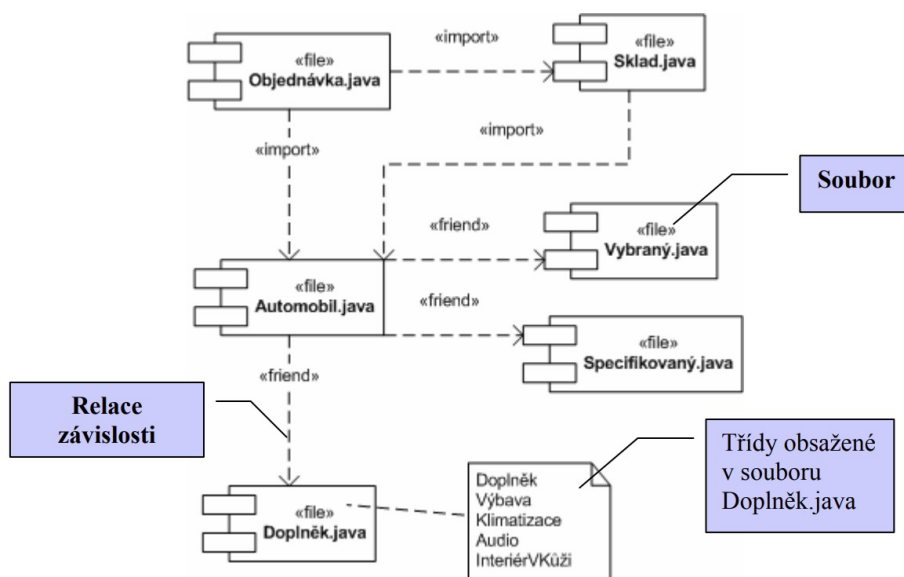 «import»
«file»
Objednávka.java
«file»
Sklad.java
«import»
«import»
Soubor
«friend»
«file»
Vybraný.java
«file»
Automobil.java
«friend»
«file»
Specifikovaný.java
«friend»
Relace
závislosti
Třídy obsažené
v souboru
Doplněk.java
«file»
Doplněk.java
Doplněk
Výbava
Klimatizace
Audio
InteriérVKůži